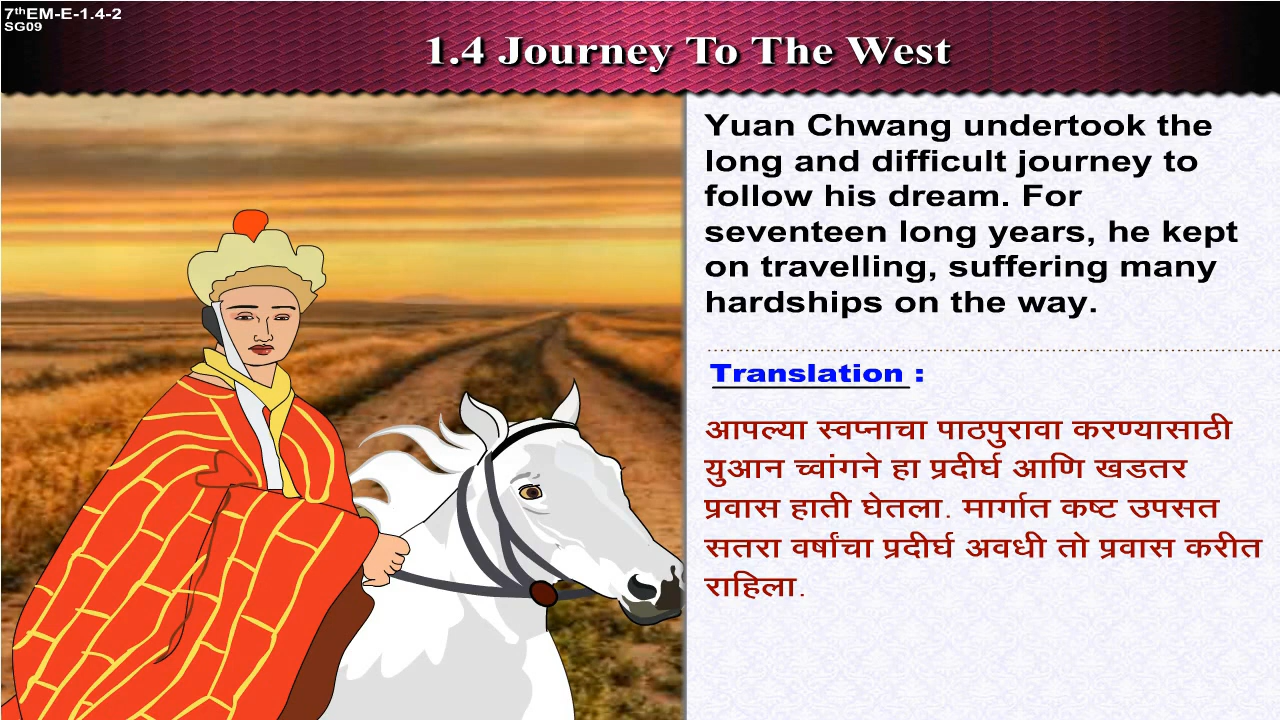 7thEM-E-1.4-2
SG09
1.4 Journey To The West
Yuan Chwang undertook the
long and difficult journey to
follow his dream. For
seventeen long years, he kept
on travelling, suffering many
hardships on the way.
Translation :
आपल्या स्वप्नाचा पाठपुरावा करण्यासाठी
युआन च्वांगने हा प्रदीर्घ आणि खडतर
प्रवास हाती घेतला. मार्गात कष्ट उपसत
सतरा वर्षांचा प्रदीर्घ अवधी तो प्रवास करीत
राहिला.